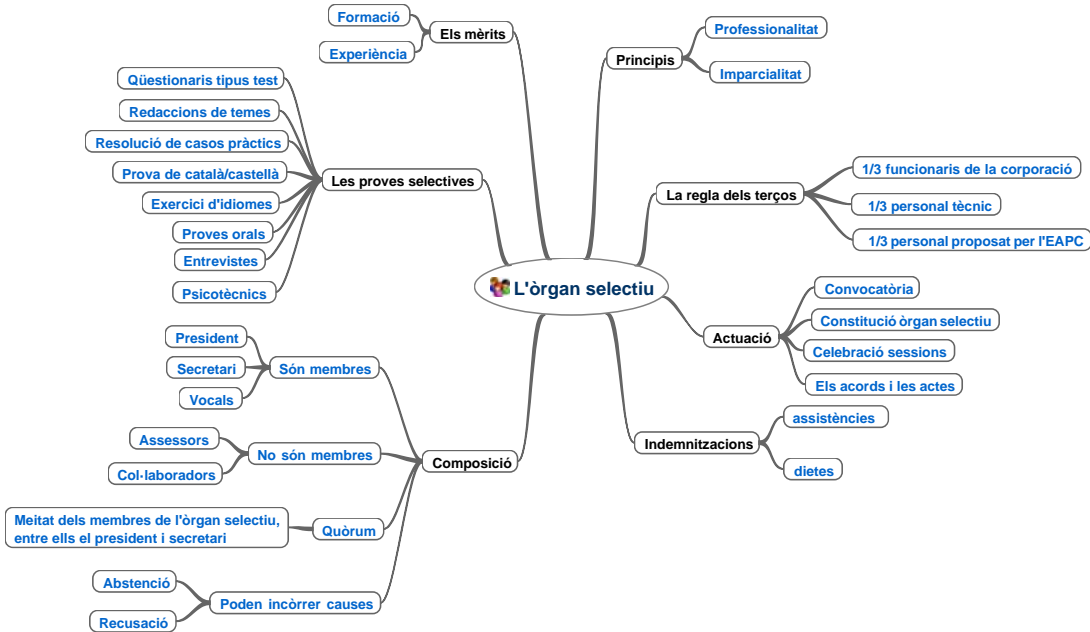 L'òrgan selectiu
Els mèrits
Formació
Experiència
Les proves selectives
Qüestionaris tipus test
Redaccions de temes
Resolució de casos pràctics
Prova de català/castellà
Exercici d'idiomes
Proves orals
Entrevistes
Psicotècnics
Composició
Són membres
President
Secretari
Vocals
No són membres
Assessors
Col·laboradors
Quòrum
Meitat dels membres de l'òrgan selectiu,
entre ells el president i secretari
Poden incòrrer causes
Abstenció
Recusació
Principis
Professionalitat
Imparcialitat
La regla dels terços
1/3 funcionaris de la corporació
1/3 personal tècnic
1/3 personal proposat per l'EAPC
Actuació
Convocatòria
Constitució òrgan selectiu
Celebració sessions
Els acords i les actes
Indemnitzacions
assistències
dietes